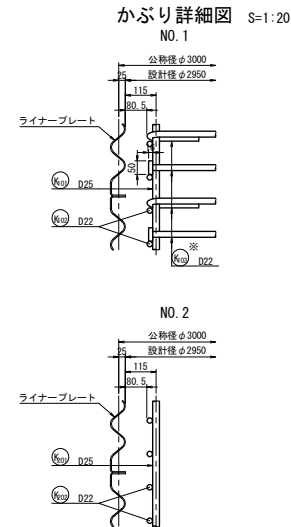 かぶり詳細図 S=1:20
NO.1
公称径φ3000
25 設計径φ2950
115
80.5
ライナープレート
50
K101 D25
K102 D22
※
K103 D22
NO.2
公称径φ3000
25 設計径φ2950
115
80.5
ライナープレート
K201 D25
K202 D22